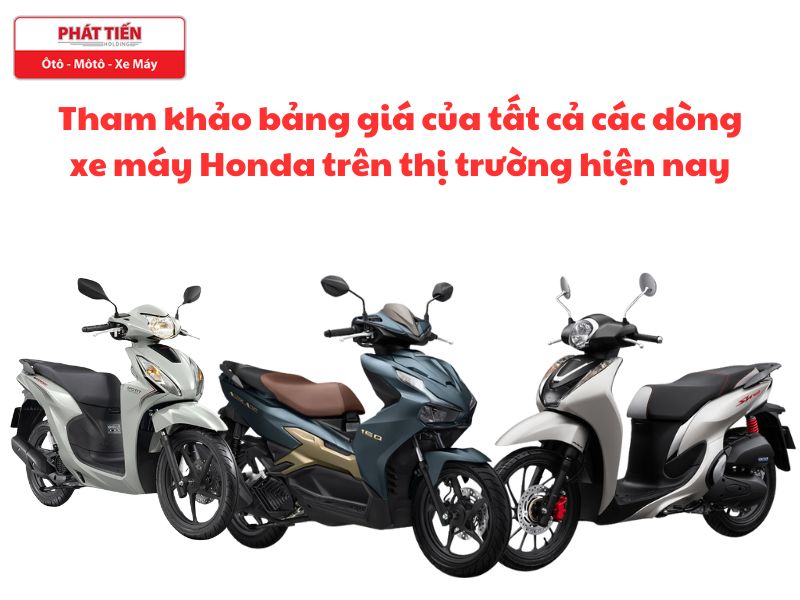 PHÁT TIẾN
HOLDING
Ôtô - Môtô - Xe Máy
Tham khảo bảng giá của tất cả các dòng
xe máy Honda trên thị trường hiện nay
160